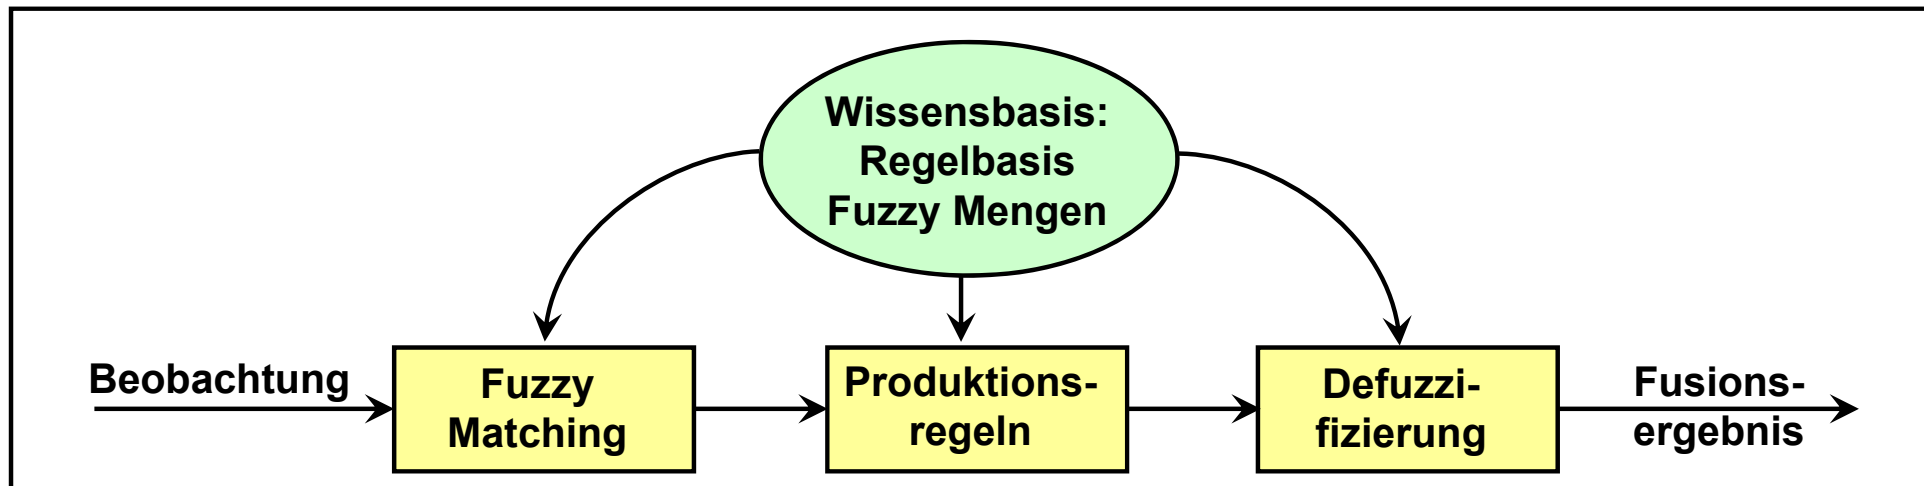 Wissensbasis:
Regelbasis
Fuzzy Mengen
Beobachtung
Fuzzy
Matching
Produktions-
regeln
Defuzzi-
fizierung
Fusions-
ergebnis